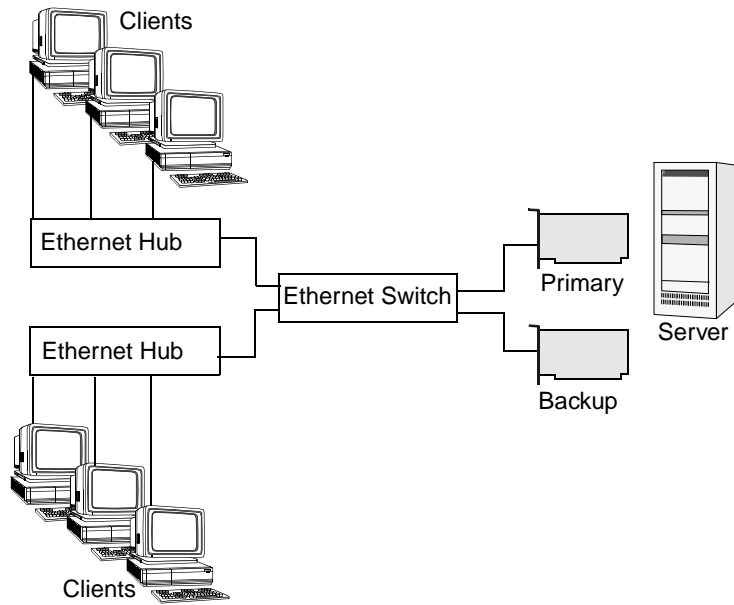 Clients
Ethernet Hub
Ethernet Switch
Primary
Server
Ethernet Hub
Backup
Clients